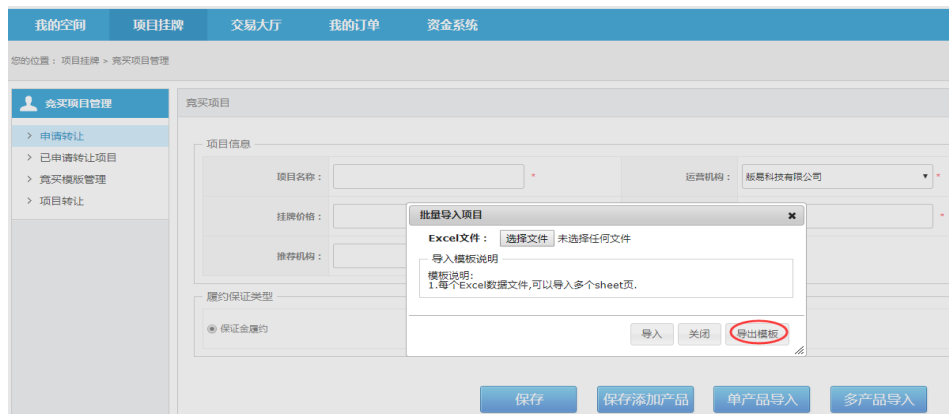 我的空间 项目挂牌 交易大厅 我的订单 资金系统
您的位置： 项目挂牌 > 竞买项目管理
竞买项目管理
竞买项目
> 申请转让
> 已申请转让项目
> 竞买模版管理
> 项目转让
项目信息
项目名称： * 运营机构： 版易科技有限公司 *
挂牌价格： *
推荐机构：
批量导入项目
Excel文件： 选择文件 未选择任何文件
导入模板说明
模板说明:
1.每个Excel数据文件,可以导入多个sheet页.
导入 关闭 导出模板
履约保证类型
保证金履约
保存 保存添加产品 单产品导入 多产品导入